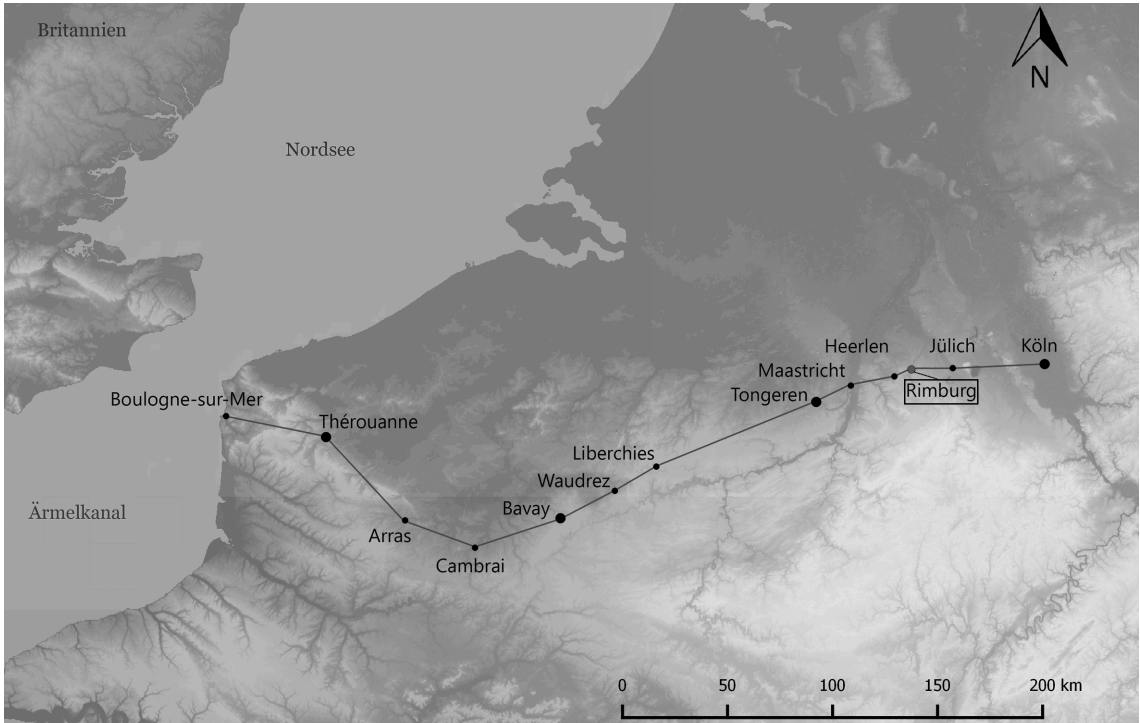 Britannien
N
Nordsee
Heerlen
Jülich
Köln
Maastricht
Rimburg
Tongeren
Boulogne-sur-Mer
Thérouanne
Liberchies
Waudrez
Bavay
Ärmelkanal
Arras
Cambrai
0 50 100 150 200 km